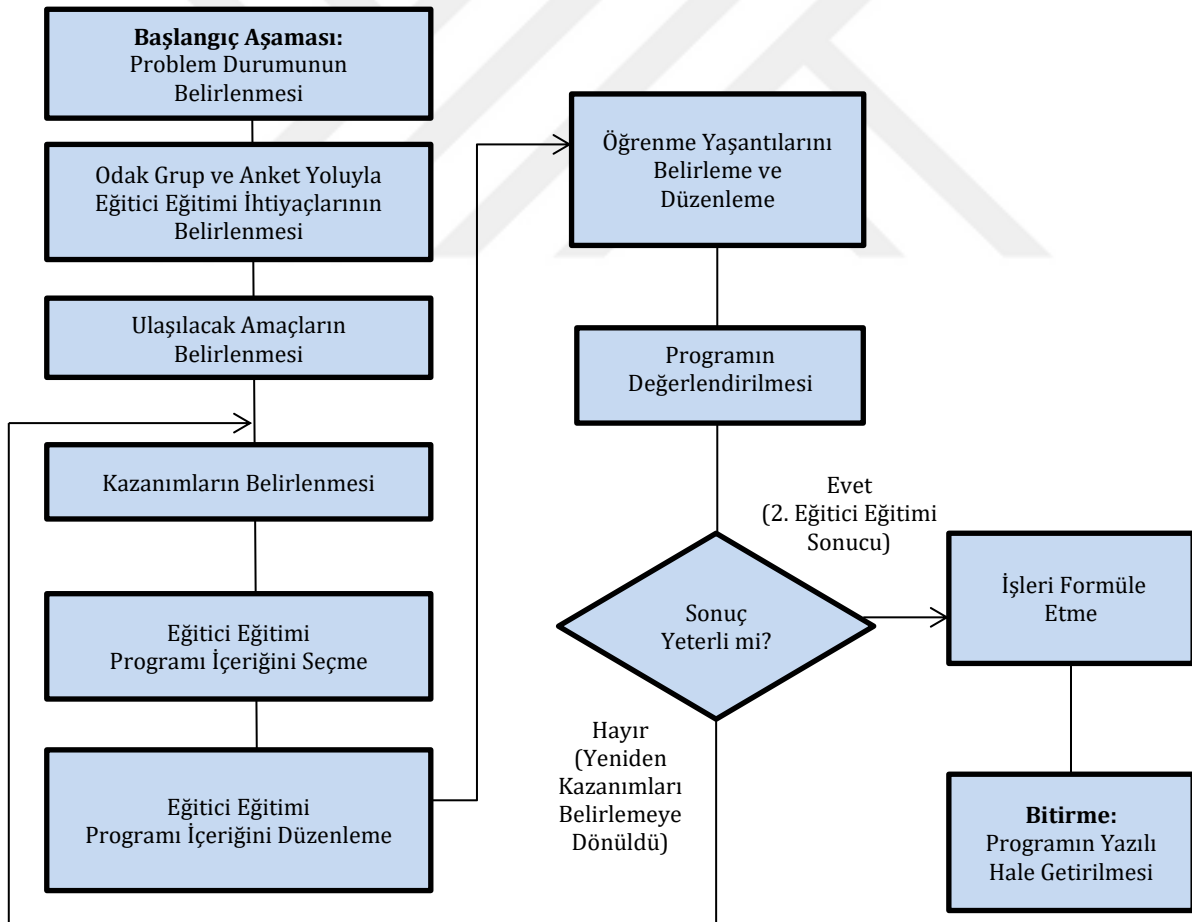 Başlangıç Aşaması:
Problem Durumunun
Belirlenmesi
Odak Grup ve Anket Yoluyla
Eğitici Eğitimi İhtiyaçlarının
Belirlenmesi
Ulaşılacak Amaçların
Belirlenmesi
Kazanımların Belirlenmesi
Eğitici Eğitimi
Programı İçeriğini Seçme
Eğitici Eğitimi
Programı İçeriğini Düzenleme
Öğrenme Yaşantılarını
Belirleme ve
Düzenleme
Programın
Değerlendirilmesi
Sonuç
Yeterli mi?
Evet
(2. Eğitici Eğitimi
Sonucu)
Hayır
(Yeniden
Kazanımları
Belirlemeye
Dönüldü)
İşleri Formüle
Etme
Bitirme:
Programın Yazılı
Hale Getirilmesi